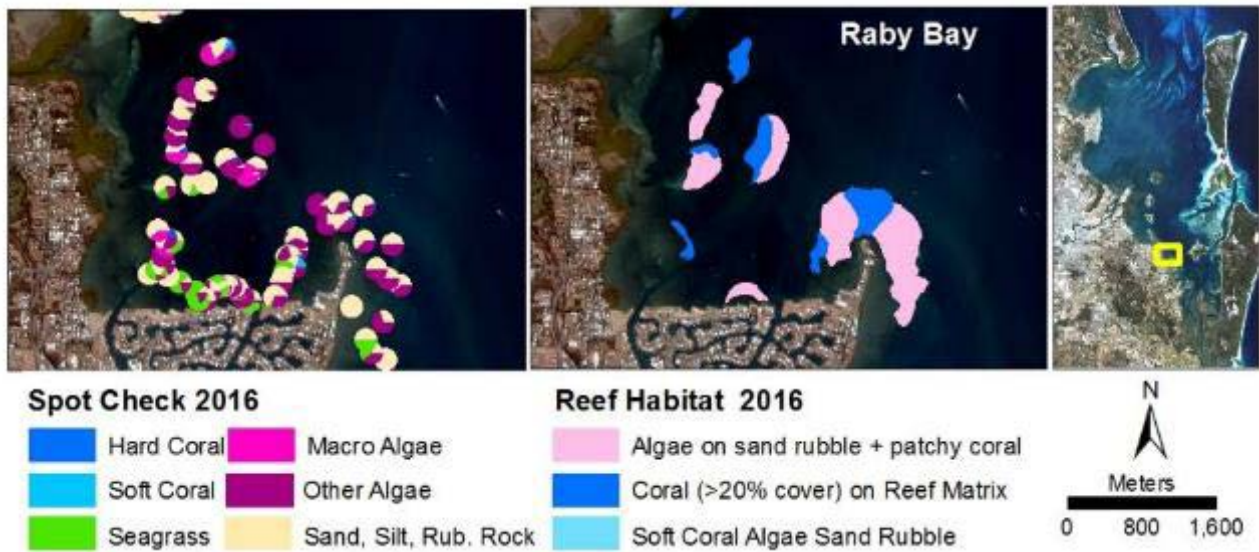 Raby Bay
Spot Check 2016
Hard Coral
Macro Algae
Soft Coral
Other Algae
Seagrass
Sand, Silt, Rub. Rock
Reef Habitat 2016
Algae on sand rubble + patchy coral
Coral (>20% cover) on Reef Matrix
Soft Coral Algae Sand Rubble
N
Meters
0 800 1,600